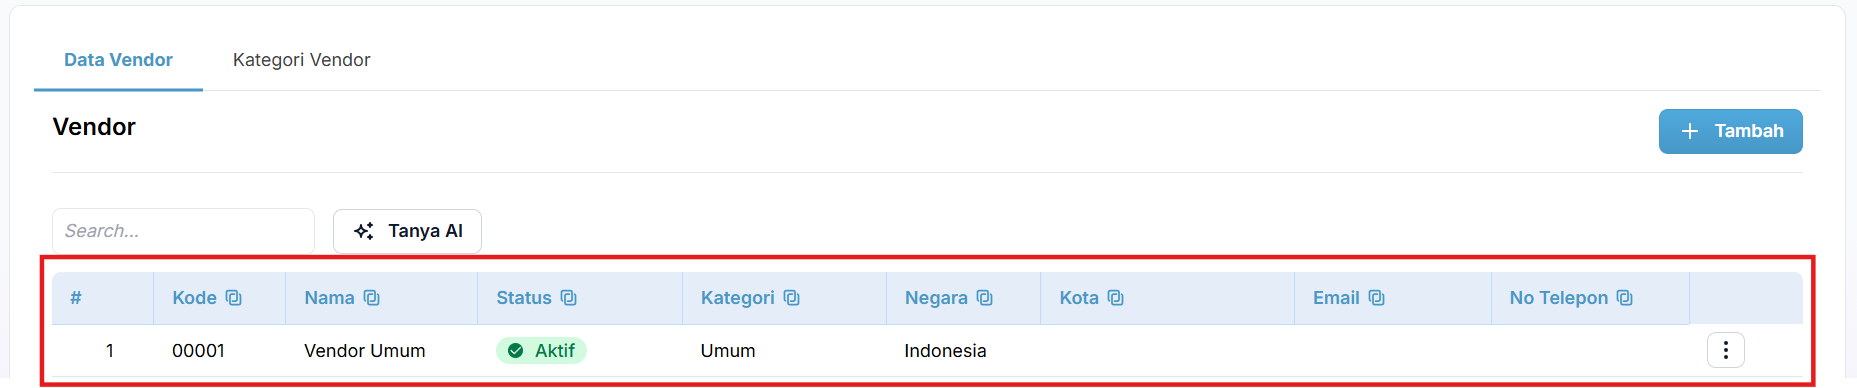 Data Vendor Kategori Vendor
Vendor
Tambah
Search... Tanya AI
# Kode Nama Status Kategori Negara Kota Email No Telepon
1 00001 Vendor Umum Aktif Umum Indonesia